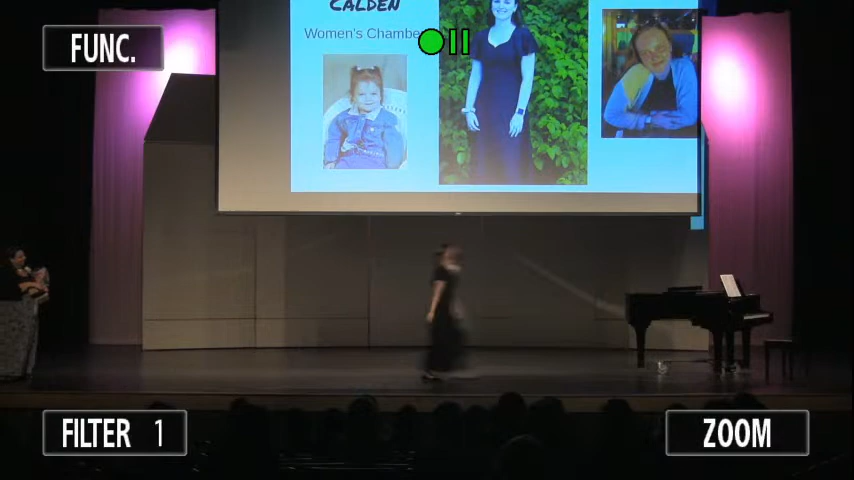 CALDEN
Women's Chamber
FUNC.
FILTER 1
ZOOM